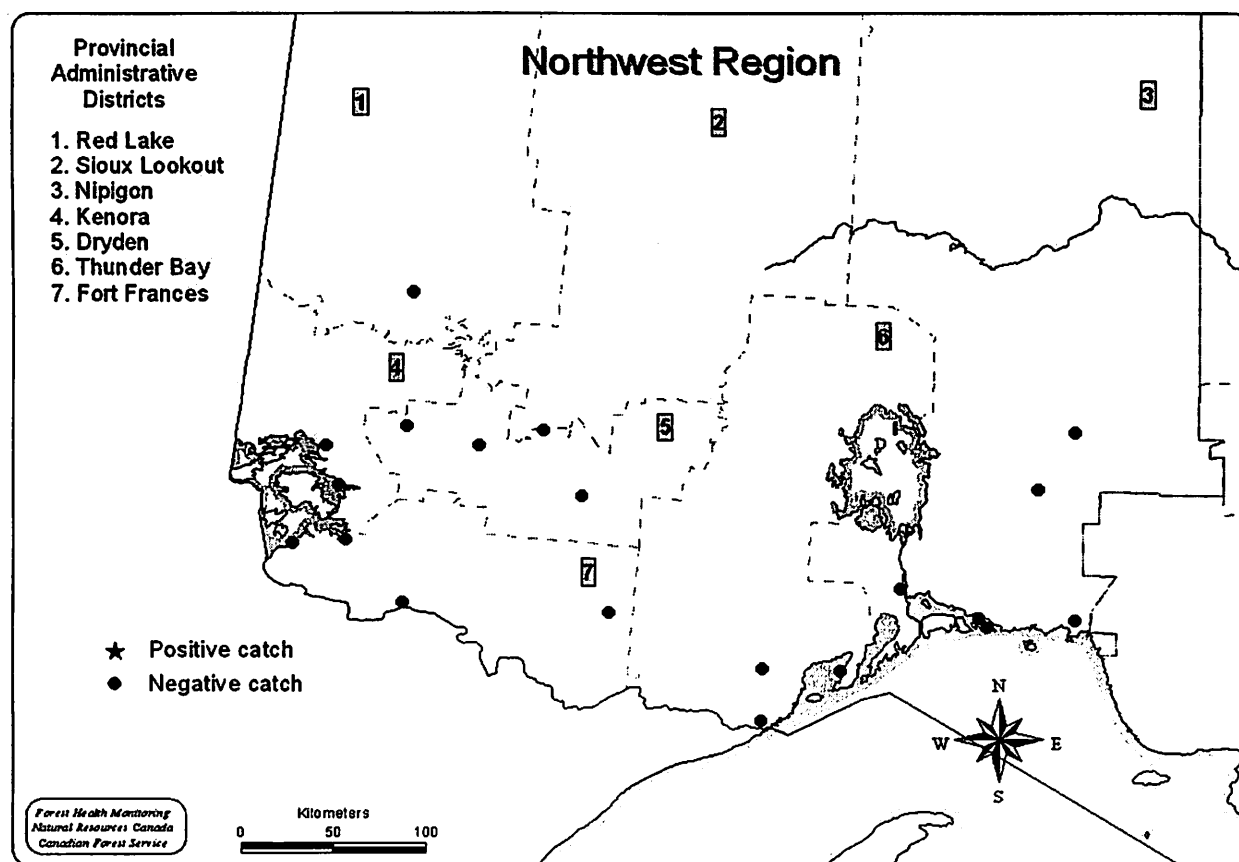 Northwest Region
Provincial
Administrative
Districts
1. Red Lake
2. Sioux Lookout
3. Nipigon
4. Kenora
5. Dryden
6. Thunder Bay
7. Fort Frances
1
2
3
4
5
6
7
Positive catch
Negative catch
N
W E
S
Forest Health Monitoring
Natural Resources Canada
Canadian Forest Service
Kilometers
0 50 100